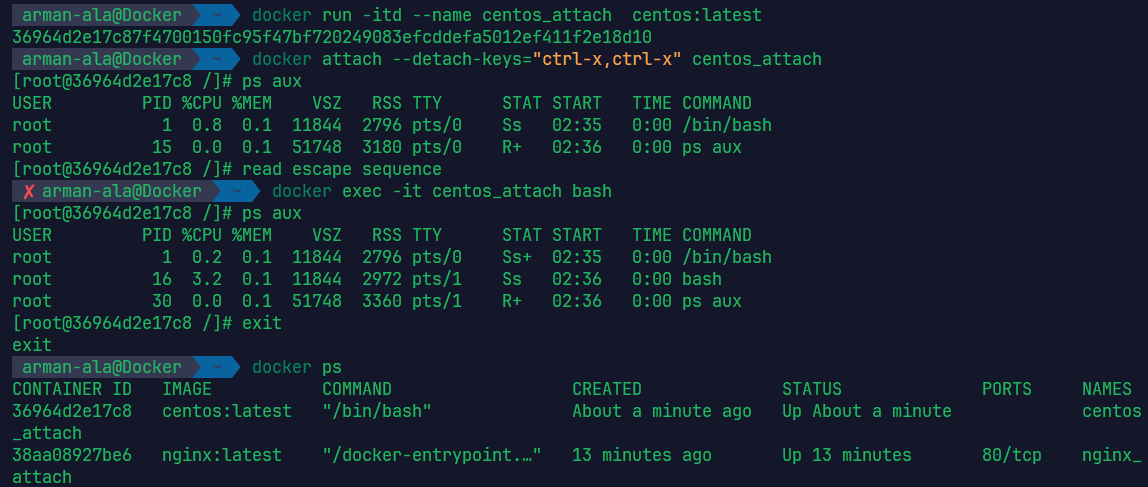 arman-ala@Docker ~ docker run -itd --name centos_attach  centos:latest
36964d2e17c87f4700150fc95f47bf720249083efcddefa5012ef411f2e18d10
arman-ala@Docker ~ docker attach --detach-keys="ctrl-x,ctrl-x" centos_attach
[root@36964d2e17c8 /]# ps aux
USER         PID %CPU %MEM    VSZ   RSS TTY      STAT START   TIME COMMAND
root           1  0.8  0.1  11844  2796 pts/0    Ss   02:35   0:00 /bin/bash
root          15  0.0  0.1  51748  3180 pts/0    R+   02:36   0:00 ps aux
[root@36964d2e17c8 /]# read escape sequence
✗ arman-ala@Docker ~ docker exec -it centos_attach bash
[root@36964d2e17c8 /]# ps aux
USER         PID %CPU %MEM    VSZ   RSS TTY      STAT START   TIME COMMAND
root           1  0.2  0.1  11844  2796 pts/0    Ss+  02:35   0:00 /bin/bash
root          16  3.2  0.1  11844  2972 pts/1    Ss   02:36   0:00 bash
root          30  0.0  0.1  51748  3360 pts/1    R+   02:36   0:00 ps aux
[root@36964d2e17c8 /]# exit
exit
arman-ala@Docker ~ docker ps
CONTAINER ID   IMAGE           COMMAND                  CREATED              STATUS              PORTS     NAMES
36964d2e17c8   centos:latest   "/bin/bash"              About a minute ago   Up About a minute             centos
_attach
38aa08927be6   nginx:latest    "/docker-entrypoint.…"   13 minutes ago       Up 13 minutes       80/tcp    nginx_
attach